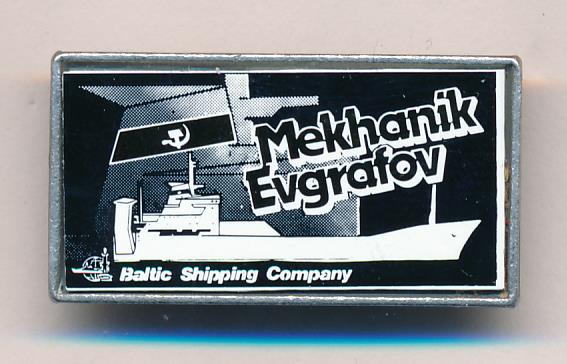 Mekhanik
Evgrafov
Baltic Shipping Company